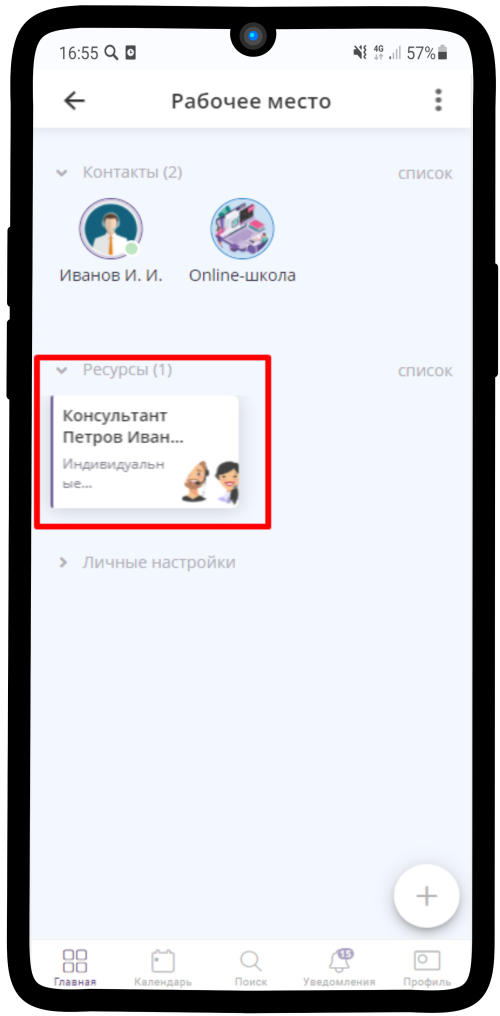 16:55 4G 57%
Рабочее место
Контакты (2) список
Иванов И. И. Online-школа
Ресурсы (1) список
Консультант
Петров Иван...
Индивидуальн
ые...
Личные настройки
15
Главная Календарь Поиск Уведомления Профиль